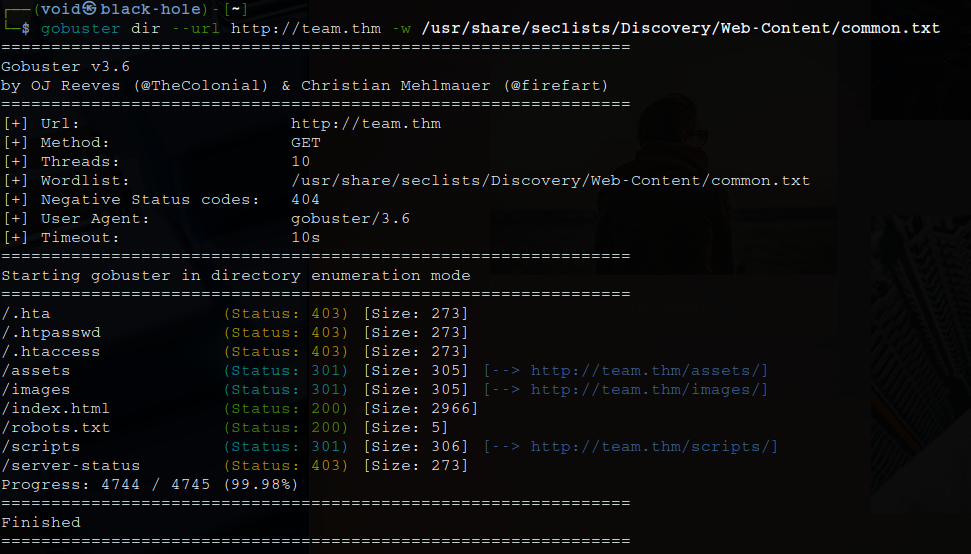 ┌──(void㉿black-hole)-[~]
└─$ gobuster dir --url http://team.thm -w /usr/share/seclists/Discovery/Web-Content/common.txt
===============================================================
Gobuster v3.6
by OJ Reeves (@TheColonial) & Christian Mehlmauer (@firefart)
===============================================================
[+] Url:                     http://team.thm
[+] Method:                  GET
[+] Threads:                 10
[+] Wordlist:                /usr/share/seclists/Discovery/Web-Content/common.txt
[+] Negative Status codes:   404
[+] User Agent:              gobuster/3.6
[+] Timeout:                 10s
===============================================================
Starting gobuster in directory enumeration mode
===============================================================
/.hta                 (Status: 403) [Size: 273]
/.htpasswd            (Status: 403) [Size: 273]
/.htaccess            (Status: 403) [Size: 273]
/assets               (Status: 301) [Size: 305] [--> http://team.thm/assets/]
/images               (Status: 301) [Size: 305] [--> http://team.thm/images/]
/index.html           (Status: 200) [Size: 2966]
/robots.txt           (Status: 200) [Size: 5]
/scripts              (Status: 301) [Size: 306] [--> http://team.thm/scripts/]
/server-status        (Status: 403) [Size: 273]
Progress: 4744 / 4745 (99.98%)
===============================================================
Finished
===============================================================